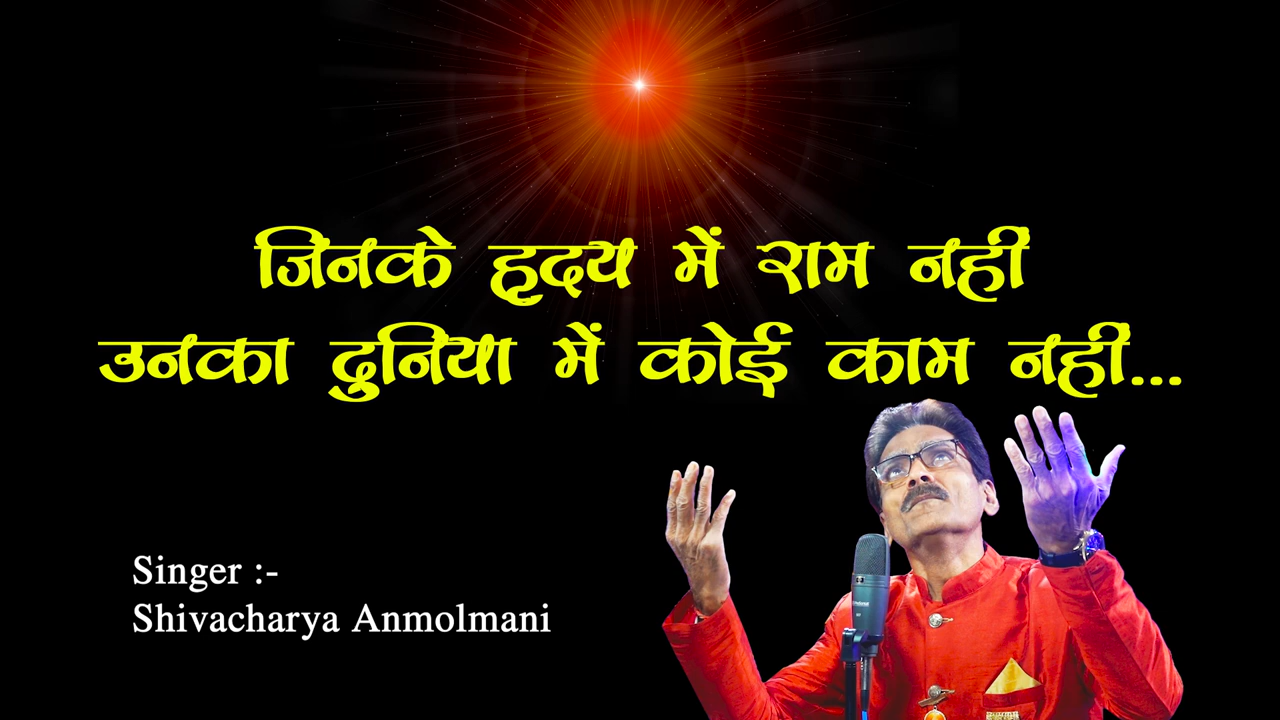 जिनके हृदय में राम नहीं
उनका दुनिया में कोई काम नहीं...
Singer :-
Shivacharya Anmolmani